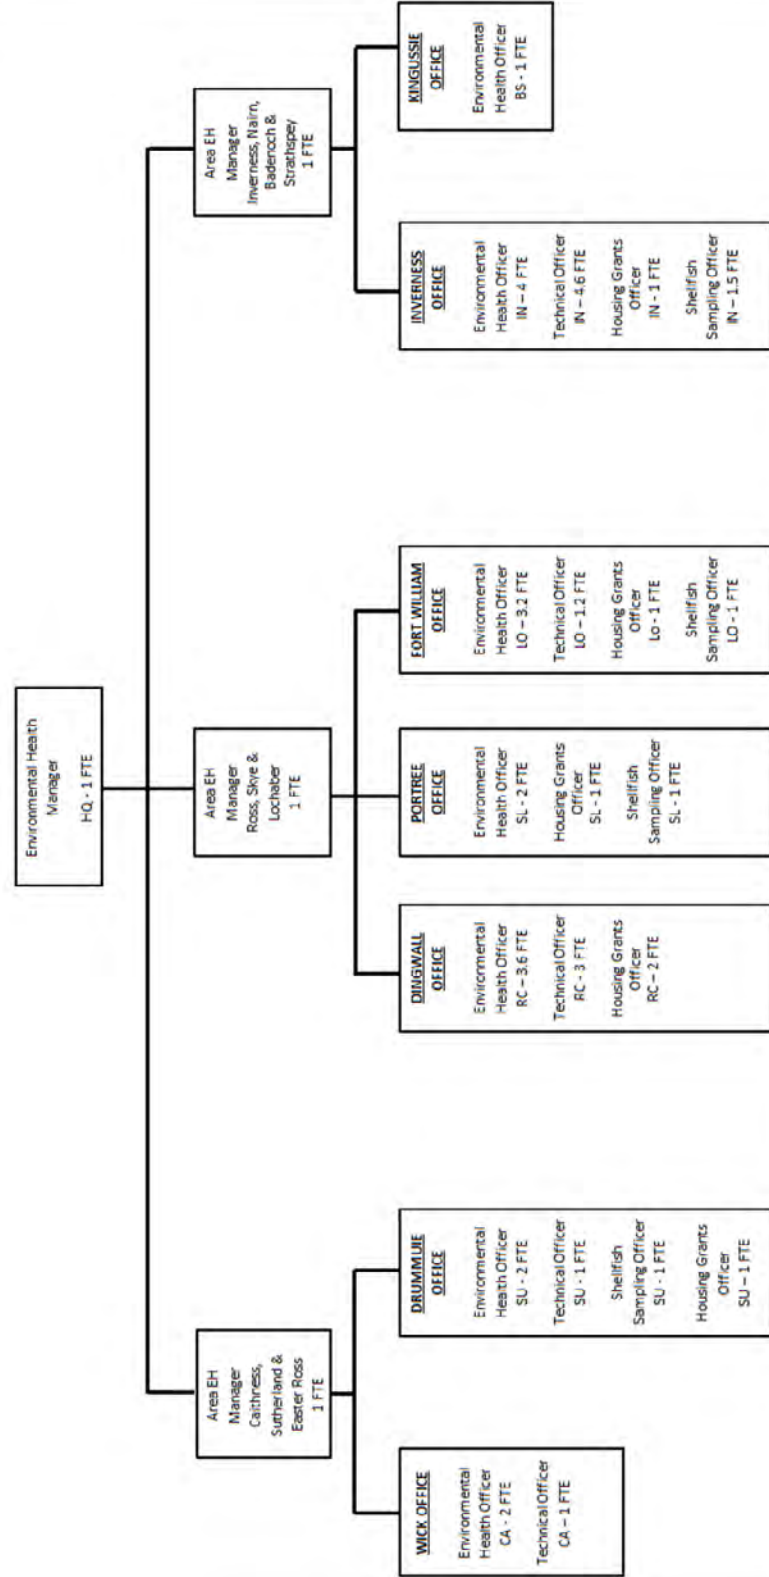 Environmental Health
Manager
HQ - 1 FTE
Area EH
Manager
Caithness,
Sutherland &
Easter Ross
1 FTE
Area EH
Manager
Ross, Skye &
Lochaber
1 FTE
Area EH
Manager
Inverness, Nairn,
Badenoch &
Strathspey
1 FTE
WICK OFFICE
Environmental
Health Officer
CA - 2 FTE
Technical Officer
CA – 1 FTE
DRUMMUIE
OFFICE
Environmental
Health Officer
SU - 2 FTE
Technical Officer
SU - 1 FTE
Shellfish
Sampling Officer
SU - 1 FTE
Housing Grants
Officer
SU – 1 FTE
DINGWALL
OFFICE
Environmental
Health Officer
RC – 3.6 FTE
Technical Officer
RC - 3 FTE
Housing Grants
Officer
RC – 2 FTE
PORTREE
OFFICE
Environmental
Health Officer
SL - 2 FTE
Housing Grants
Officer
SL - 1 FTE
Shellfish
Sampling Officer
SL - 1 FTE
FORT WILLIAM
OFFICE
Environmental
Health Officer
LO – 3.2 FTE
Technical Officer
LO – 1.2 FTE
Housing Grants
Officer
Lo - 1 FTE
Shellfish
Sampling Officer
LO - 1 FTE
INVERNESS
OFFICE
Environmental
Health Officer
IN – 4 FTE
Technical Officer
IN – 4.6 FTE
Housing Grants
Officer
IN - 1 FTE
Shellfish
Sampling Officer
IN – 1.5 FTE
KINGUSSIE
OFFICE
Environmental
Health Officer
BS - 1 FTE